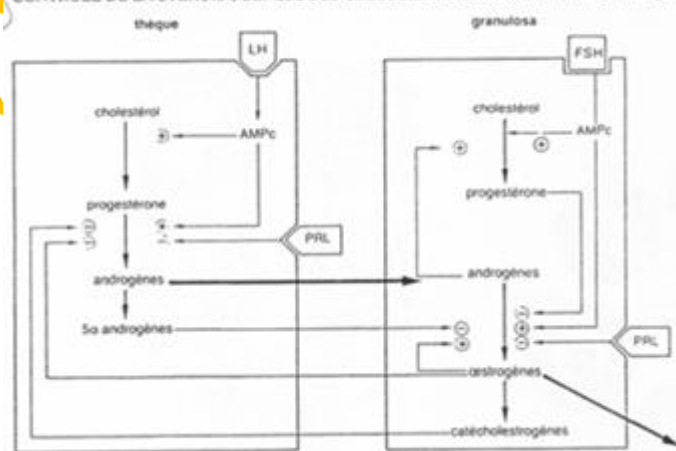 thèque
granulosa
LH
FSH
cholestérol
AMPc
+
progestérone
PRL
androgènes
5α androgènes
cholestérol
AMPc
+
+
progestérone
androgènes
-
+
+
-
PRL
œstrogènes
catécholestrogènes